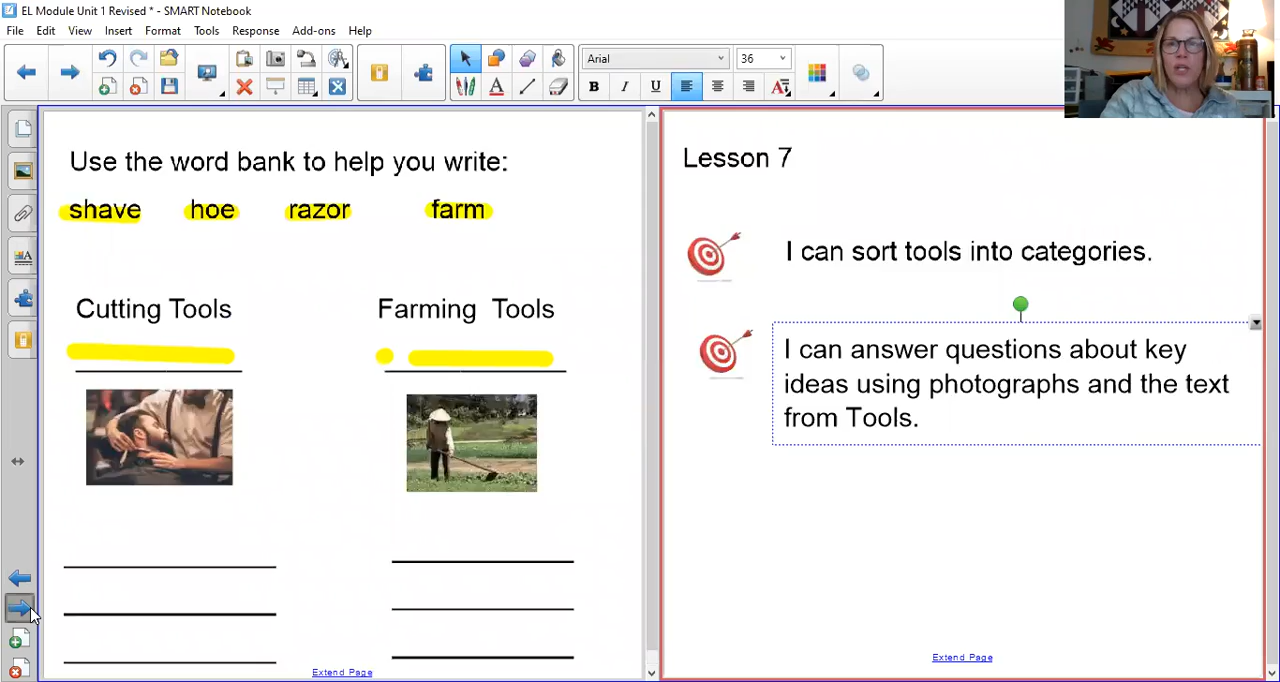 EL Module Unit 1 Revised * - SMART Notebook
File Edit View Insert Format Tools Response Add-ons Help
Arial 36
B I U A
Use the word bank to help you write:
shave hoe razor farm
Cutting Tools Farming Tools
Extend Page
Lesson 7
I can sort tools into categories.
I can answer questions about key
ideas using photographs and the text
from Tools.
Extend Page